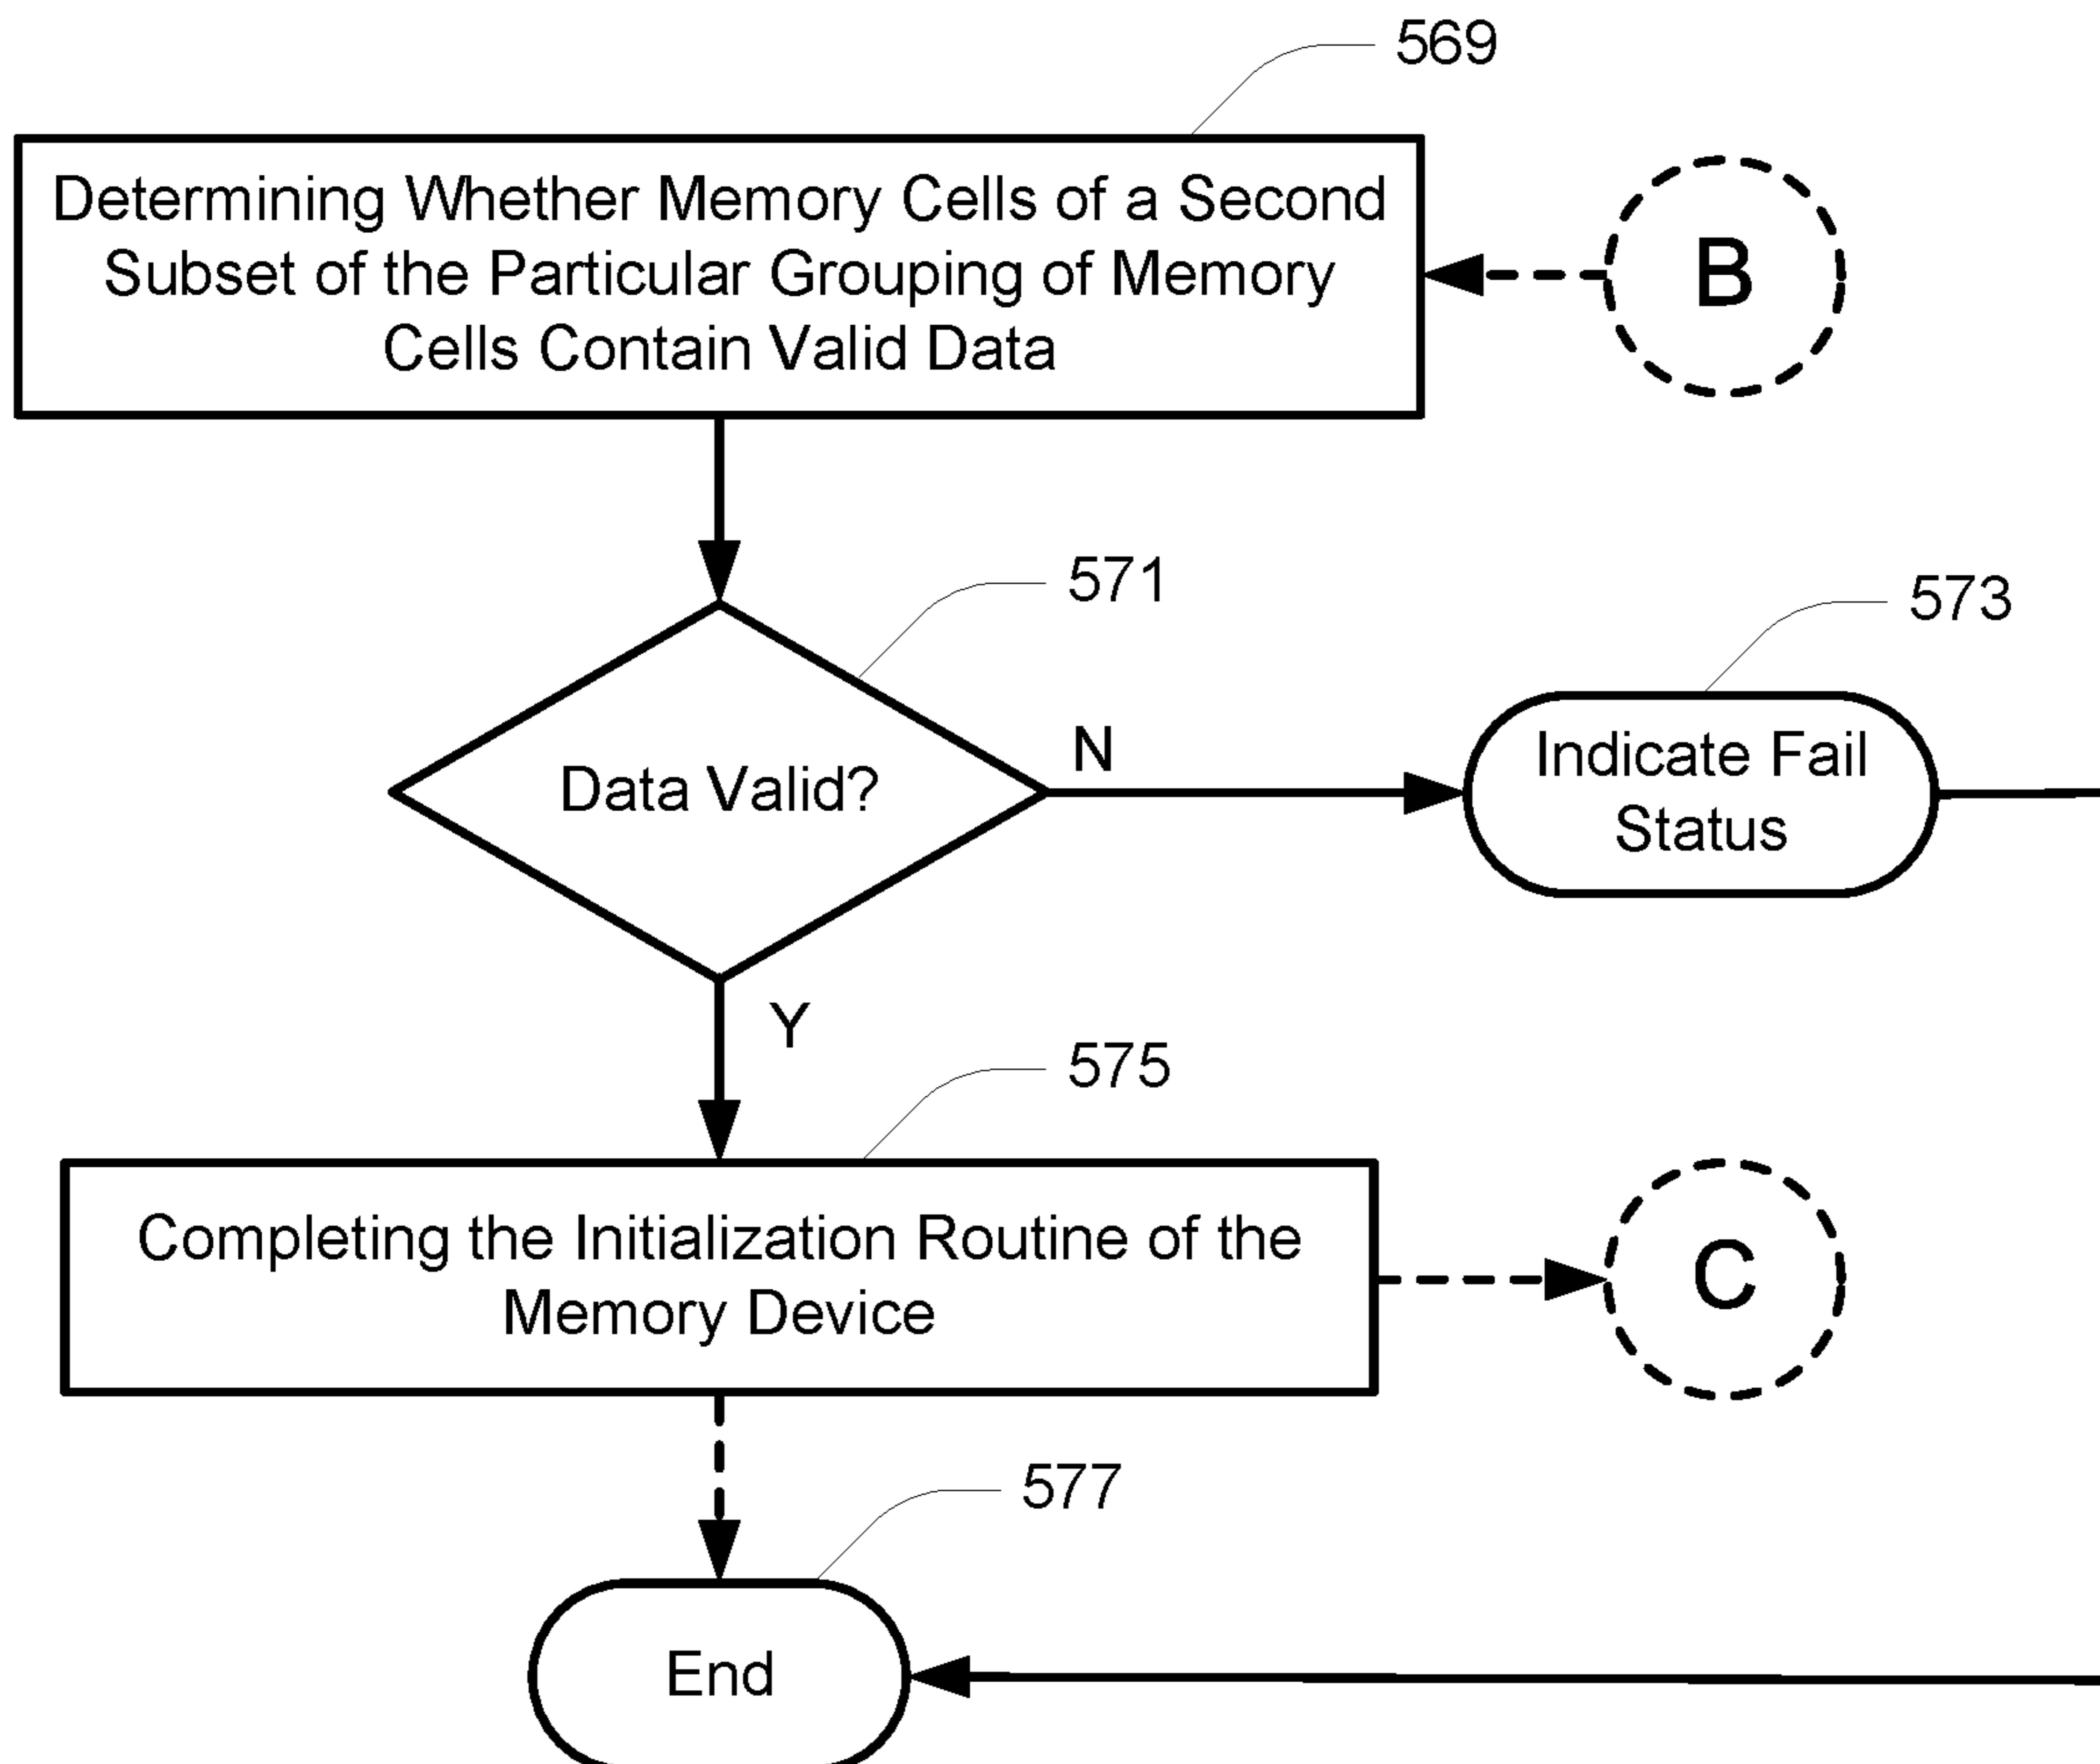 569
Determining Whether Memory Cells of a Second
Subset of the Particular Grouping of Memory
Cells Contain Valid Data
B
571
573
Data Valid?
N
Indicate Fail
Status
Y
575
Completing the Initialization Routine of the
Memory Device
C
577
End